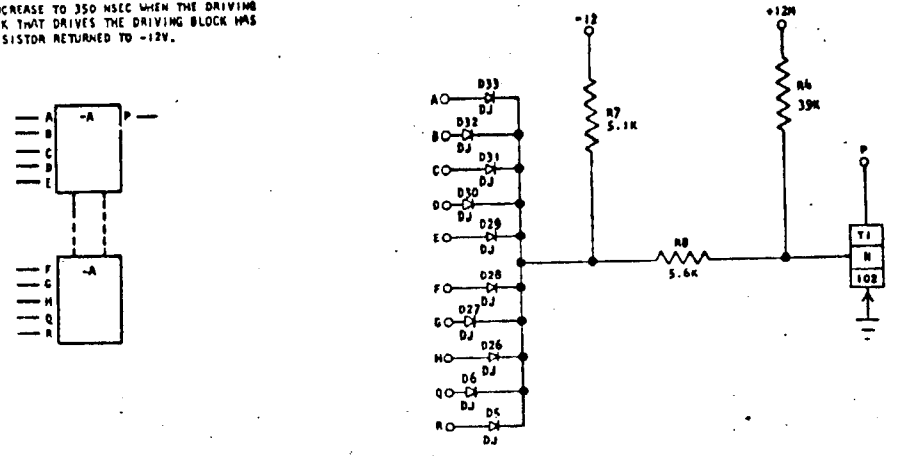 CREASE TO 350 NSEC WHEN THE DRIVING
K THAT DRIVES THE DRIVING BLOCK HAS
SISTOR RETURNED TO -12V.
A -A P
B
C
D
E
F -A
G
H
Q
R
-12
+12M
R7
5.1K
R6
39K
R8
5.6K
P
T1
N
102
A D33
DJ
B D32
DJ
C D31
DJ
D D30
DJ
E D29
DJ
F D28
DJ
G D27
DJ
H D26
DJ
Q D6
DJ
R D5
DJ